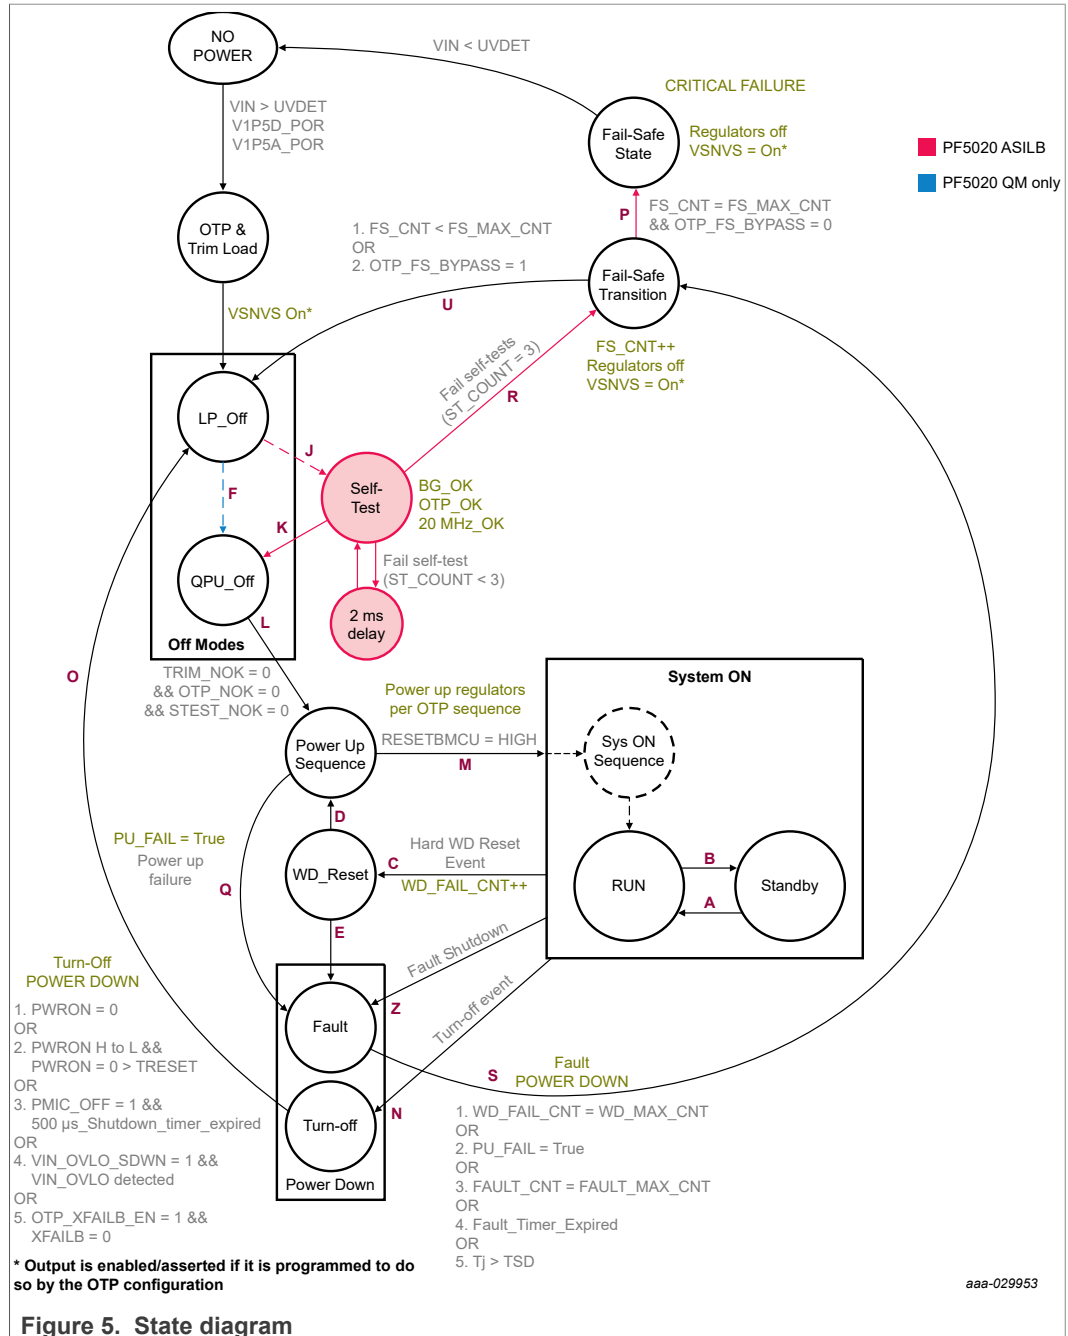 NO
POWER
VIN < UVDET
CRITICAL FAILURE
VIN > UVDET
V1P5D_POR
V1P5A_POR
Fail-Safe
State
Regulators off
VSNVS = On*
PF5020 ASILB
PF5020 QM only
OTP &
Trim Load
P
FS_CNT = FS_MAX_CNT
&& OTP_FS_BYPASS = 0
1. FS_CNT < FS_MAX_CNT
OR
2. OTP_FS_BYPASS = 1
Fail-Safe
Transition
U
VSNVS On*
FS_CNT++
Regulators off
VSNVS = On*
Fail self-tests
(ST_COUNT = 3)
R
LP_Off
J
F
Self-
Test
BG_OK
OTP_OK
20 MHz_OK
K
Fail self-test
(ST_COUNT < 3)
QPU_Off
2 ms
delay
L
Off Modes
O
TRIM_NOK = 0
&& OTP_NOK = 0
&& STEST_NOK = 0
System ON
Power up regulators
per OTP sequence
Power Up
Sequence
RESETBMCU = HIGH
M
Sys ON
Sequence
D
PU_FAIL = True
Power up
failure
Q
WD_Reset
C
Hard WD Reset
Event
WD_FAIL_CNT++
RUN
B
A
Standby
E
Fault Shutdown
Turn-off event
Turn-Off
POWER DOWN
1. PWRON = 0
OR
2. PWRON H to L &&
PWRON = 0 > TRESET
OR
3. PMIC_OFF = 1 &&
500 µs_Shutdown_timer_expired
OR
4. VIN_OVLO_SDWN = 1 &&
VIN_OVLO detected
OR
5. OTP_XFAILB_EN = 1 &&
XFAILB = 0
Fault
Z
Turn-off
N
Power Down
S
Fault
POWER DOWN
1. WD_FAIL_CNT = WD_MAX_CNT
OR
2. PU_FAIL = True
OR
3. FAULT_CNT = FAULT_MAX_CNT
OR
4. Fault_Timer_Expired
OR
5. Tj > TSD
* Output is enabled/asserted if it is programmed to do
so by the OTP configuration
aaa-029953
Figure 5. State diagram